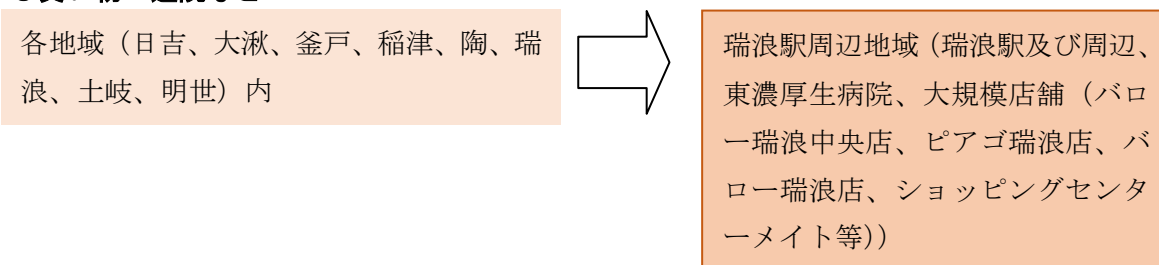 各地域（日吉、大湫、釜戸、稲津、陶、瑞
浪、土岐、明世）内
瑞浪駅周辺地域（瑞浪駅及び周辺、
東濃厚生病院、大規模店舗（バロ
ー瑞浪中央店、ピアゴ瑞浪店、バ
ロー瑞浪店、ショッピングセンタ
ーメイト等））